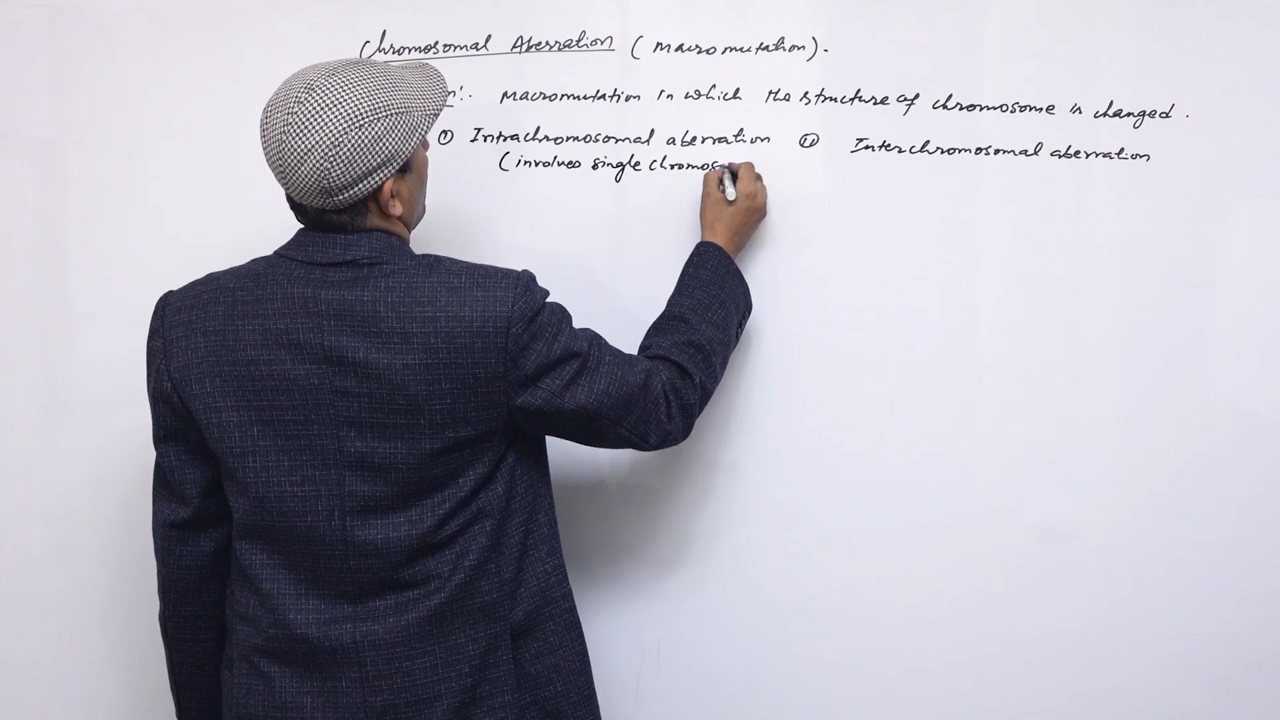 Chromosomal Aberration (Macromutation).
Macromutation in which the structure of chromosome is changed.
① Intrachromosomal aberration ⑪ Interchromosomal aberration
(involves single chromos